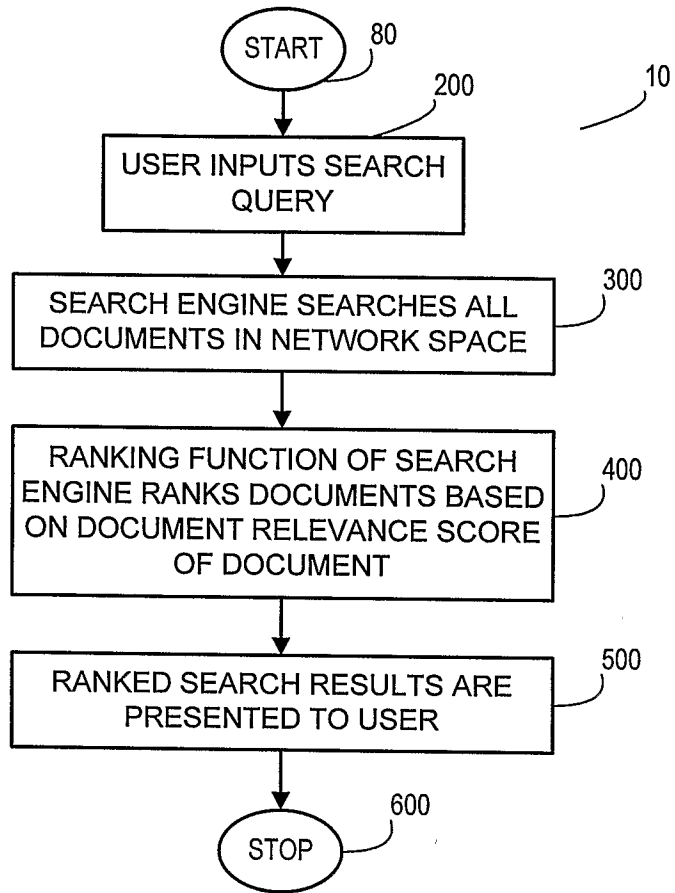 START
80
200
10
USER INPUTS SEARCH
QUERY
300
SEARCH ENGINE SEARCHES ALL
DOCUMENTS IN NETWORK SPACE
RANKING FUNCTION OF SEARCH
ENGINE RANKS DOCUMENTS BASED
ON DOCUMENT RELEVANCE SCORE
OF DOCUMENT
400
RANKED SEARCH RESULTS ARE
PRESENTED TO USER
500
STOP
600